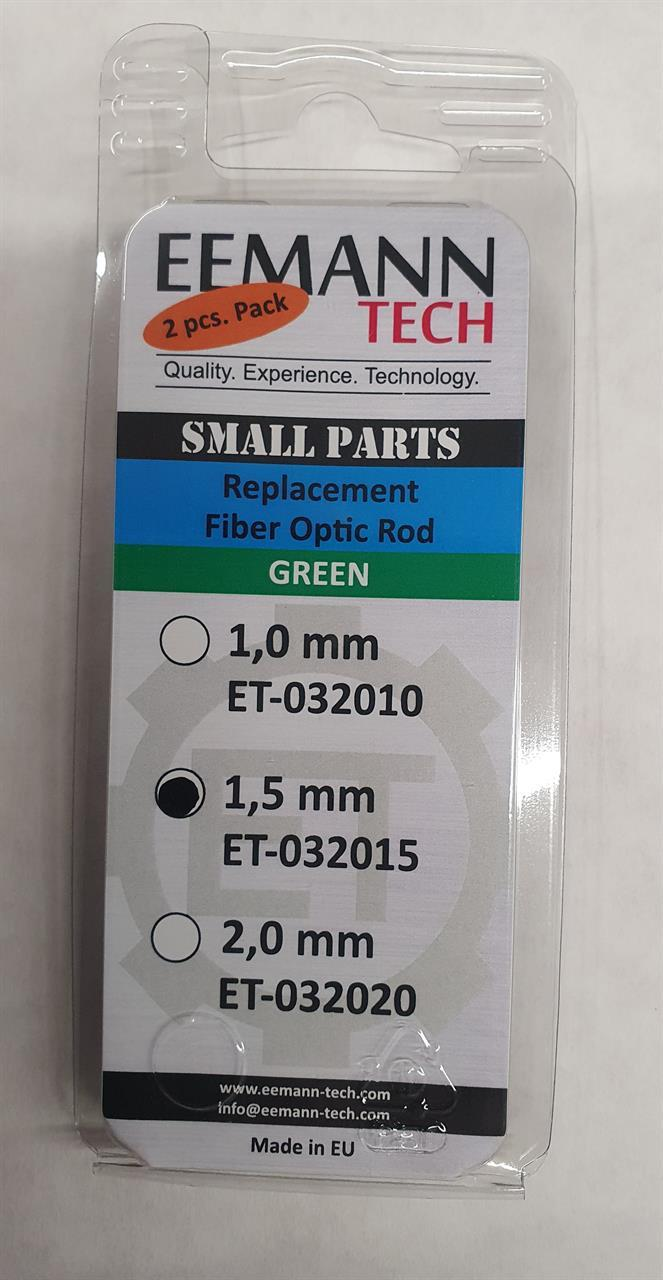 EEMANN
2 pcs. Pack
TECH
Quality. Experience. Technology.
SMALL PARTS
Replacement
Fiber Optic Rod
GREEN
1,0 mm
ET-032010
1,5 mm
ET-032015
2,0 mm
ET-032020
ET
www.eemann-tech.com
info@eemann-tech.com
Made in EU